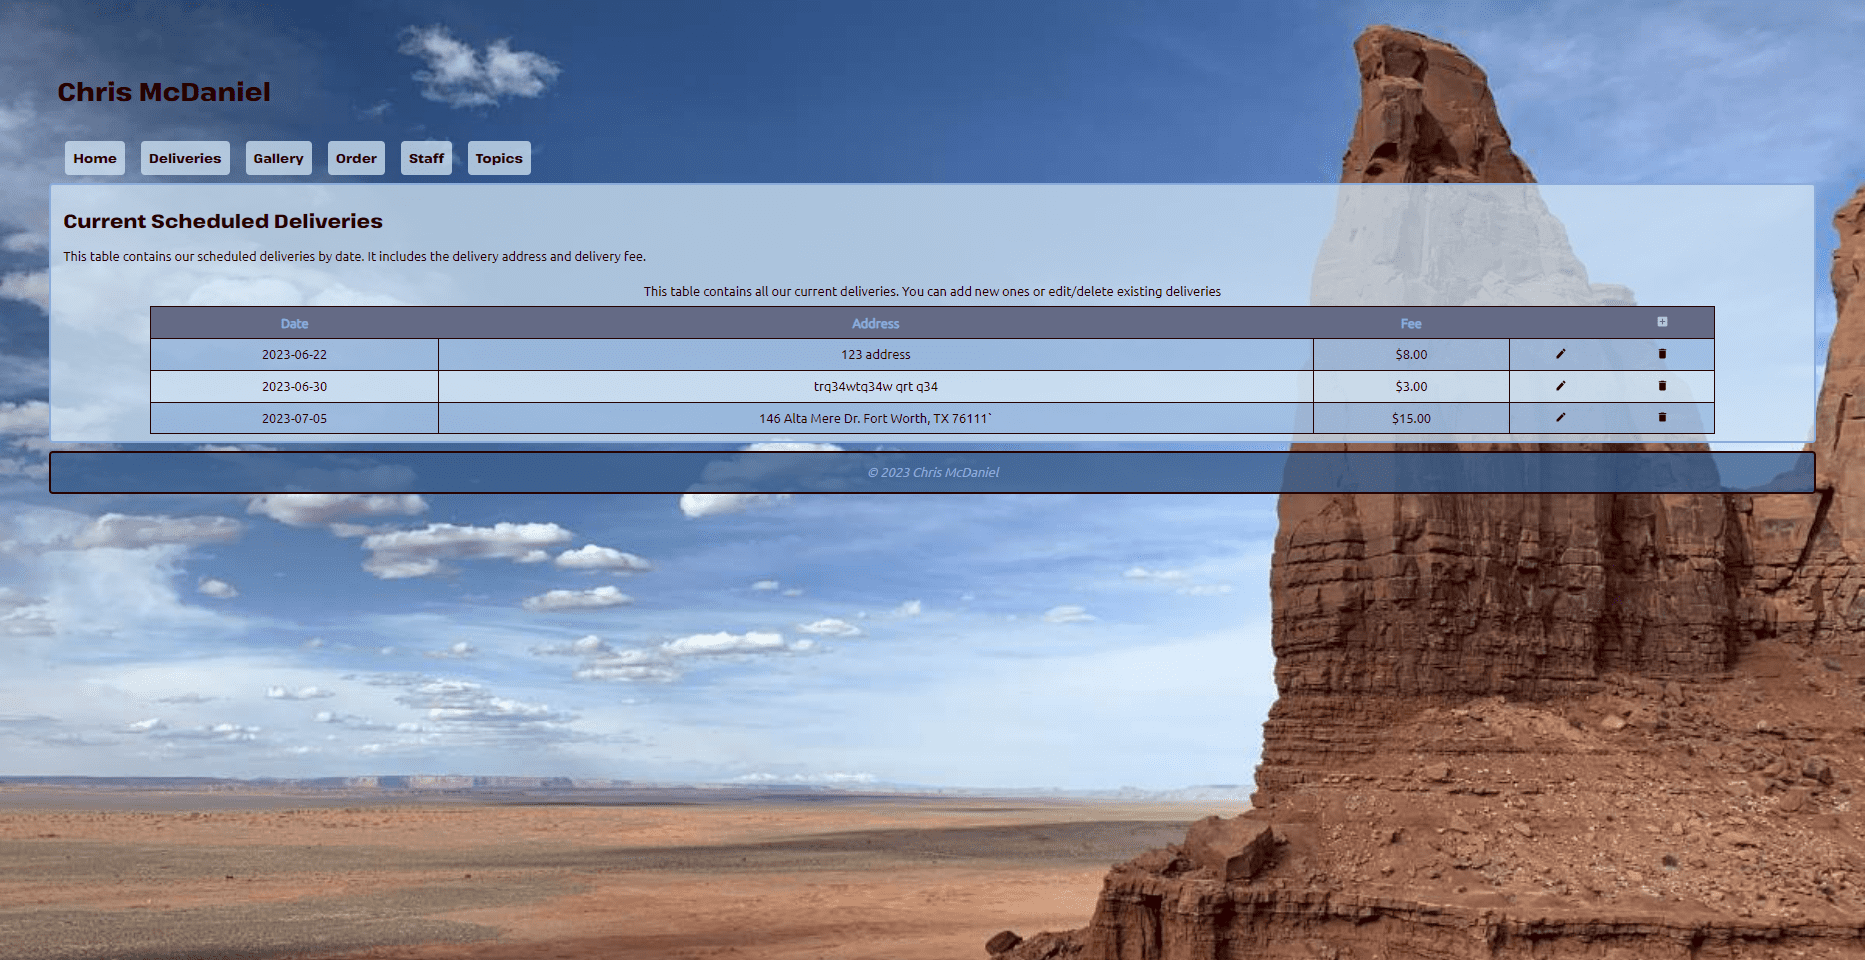 Chris McDaniel
Home Deliveries Gallery Order Staff Topics
Current Scheduled Deliveries
This table contains our scheduled deliveries by date. It includes the delivery address and delivery fee.
This table contains all our current deliveries. You can add new ones or edit/delete existing deliveries
Date Address Fee
2023-06-22 123 address $8.00
2023-06-30 trq34wtq34w qrt q34 $3.00
2023-07-05 146 Alta Mere Dr. Fort Worth, TX 76111` $15.00
© 2023 Chris McDaniel